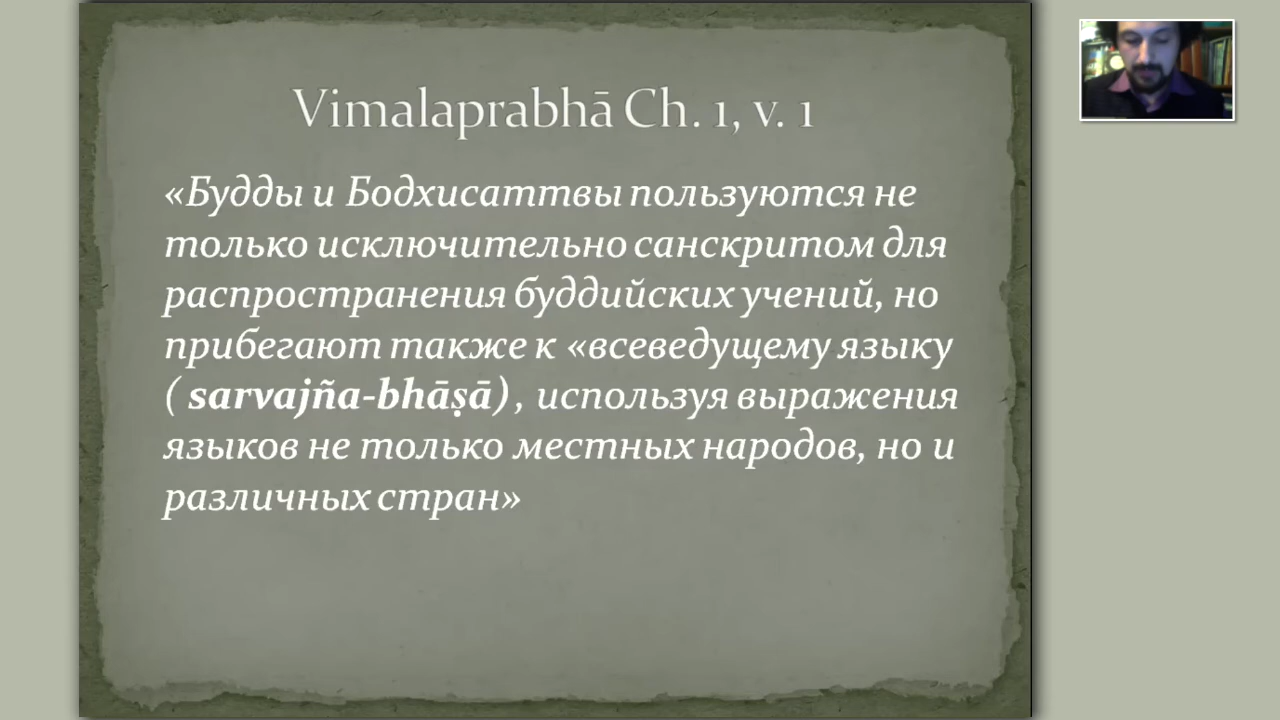 Vimalaprabhā Ch. 1, v. 1
«Будды и Бодхисаттвы пользуются не
только исключительно санскритом для
распространения буддийских учений, но
прибегают также к «всеведущему языку
( sarvajña-bhāṣā) , используя выражения
языков не только местных народов, но и
различных стран»